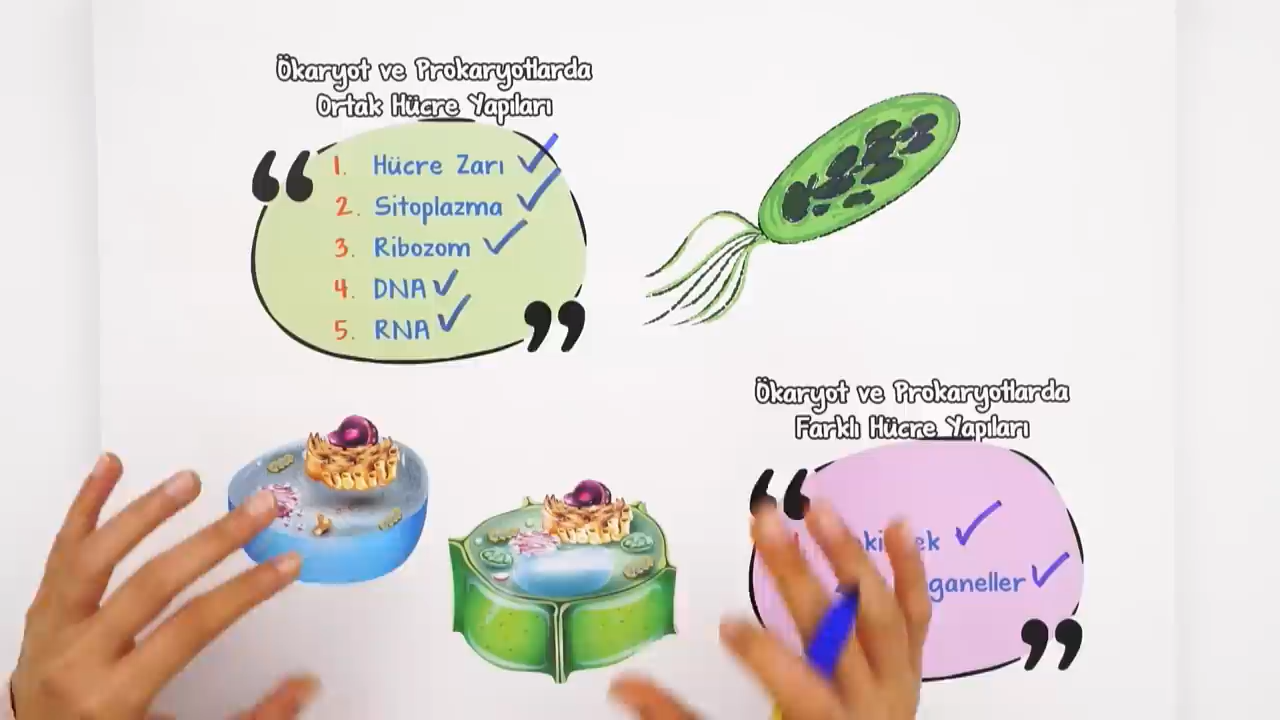 Ökaryot ve Prokaryotlarda
Ortak Hücre Yapıları
1. Hücre Zarı
2. Sitoplazma
3. Ribozom
4. DNA
5. RNA
Ökaryot ve Prokaryotlarda
Farklı Hücre Yapıları